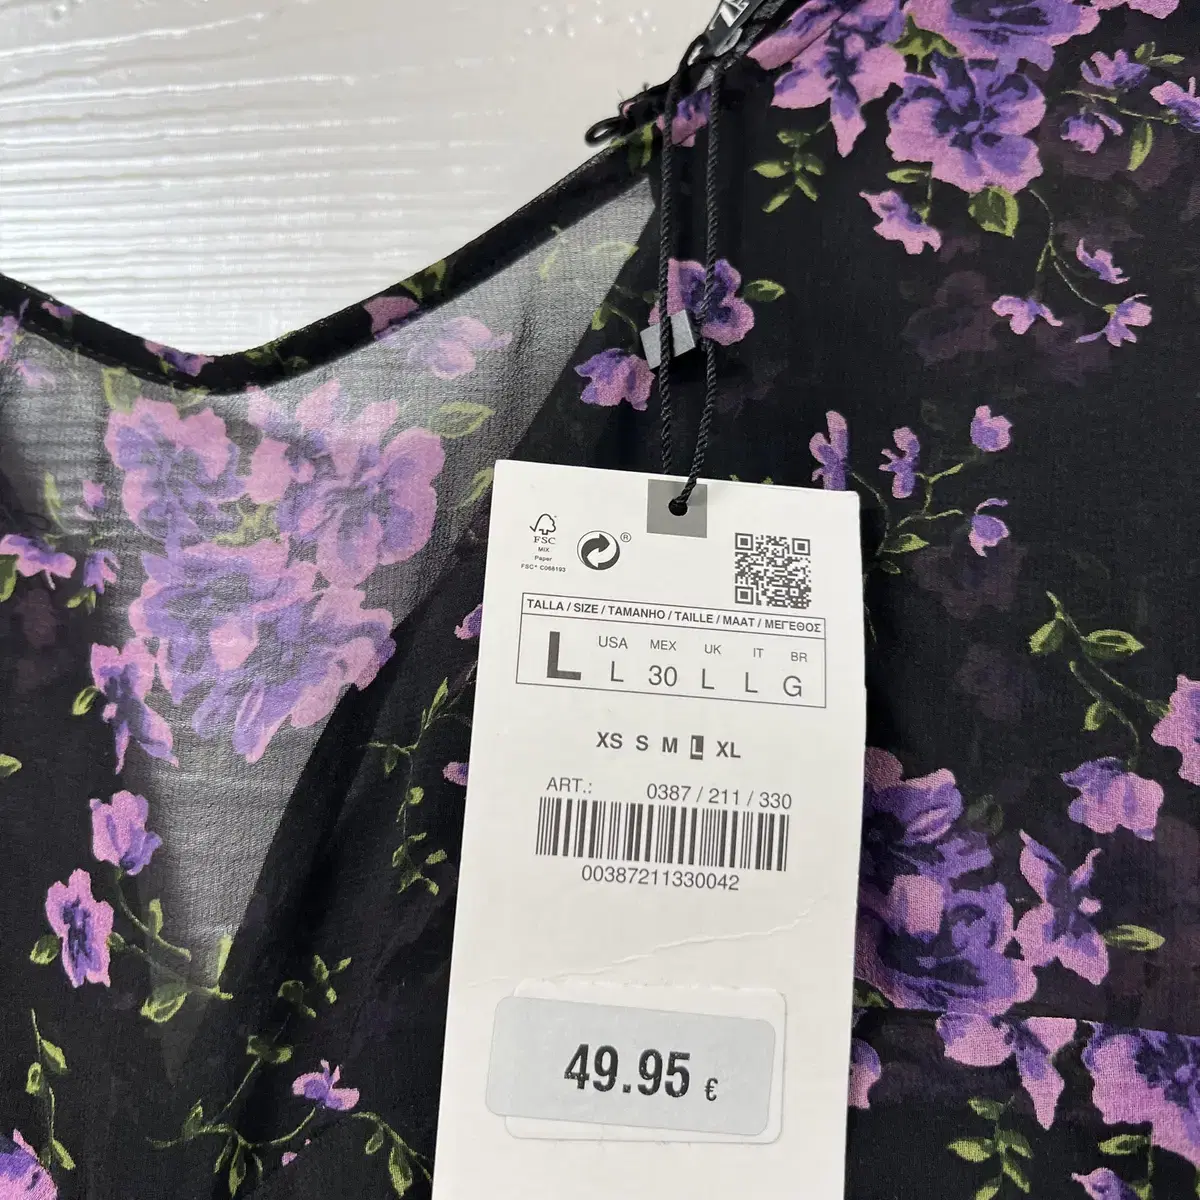 FSC
MIX
Paper
FSC® C068193
®
TALLA / SIZE / TAMANHO / TAILLE / MAAT / ΜΕΓΕΘΟΣ
L
USA MEX UK IT BR
L 30 L L G
XS S M L XL
ART.: 0387 / 211 / 330
00387211330042
49.95 €